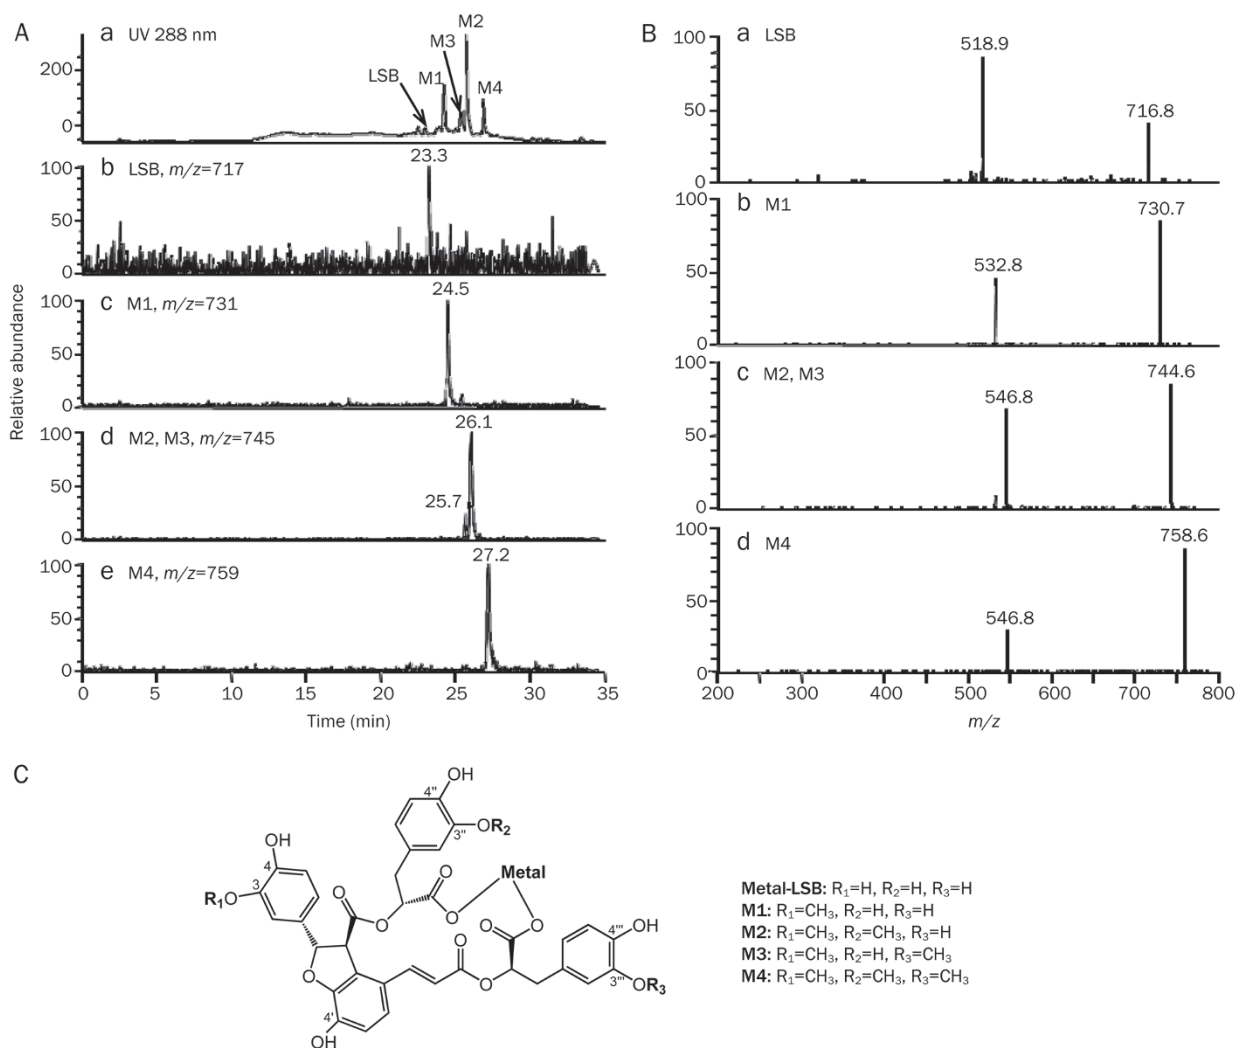 A
a UV 288 nm
M2
M3
LSB
M1
M4
200
0
b LSB, m/z=717
23.3
100
50
0
c M1, m/z=731
24.5
100
50
0
d M2, M3, m/z=745
26.1
25.7
100
50
0
e M4, m/z=759
27.2
100
50
0
0 5 10 15 20 25 30 35
Time (min)
Relative abundance
B
a LSB
518.9
716.8
100
50
0
b M1
532.8
730.7
100
50
0
c M2, M3
546.8
744.6
100
50
0
d M4
546.8
758.6
100
50
0
200 300 400 500 600 700 800
m/z
C
OH
4''
3''
OR₂
OH
4
3
R₁O
O
O
O
O
Metal
O
O
O
O
O
OH
4'''
3'''
OR₃
O
4'
OH
Metal-LSB: R₁=H, R₂=H, R₃=H
M1: R₁=CH₃, R₂=H, R₃=H
M2: R₁=CH₃, R₂=CH₃, R₃=H
M3: R₁=CH₃, R₂=H, R₃=CH₃
M4: R₁=CH₃, R₂=CH₃, R₃=CH₃